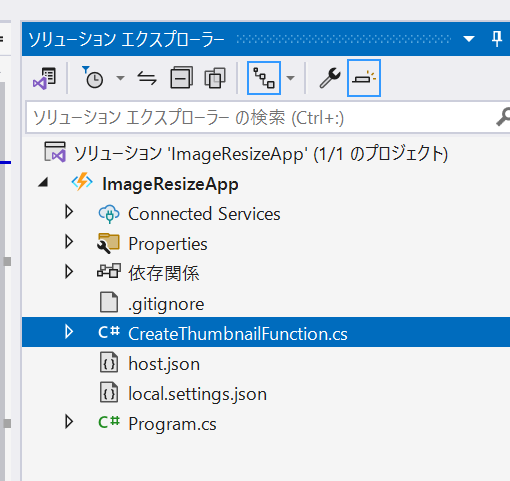 ソリューション エクスプローラー
ソリューション エクスプローラー の検索 (Ctrl+:)
ソリューション 'ImageResizeApp' (1/1 のプロジェクト)
ImageResizeApp
Connected Services
Properties
依存関係
.gitignore
C# CreateThumbnailFunction.cs
host.json
local.settings.json
C# Program.cs